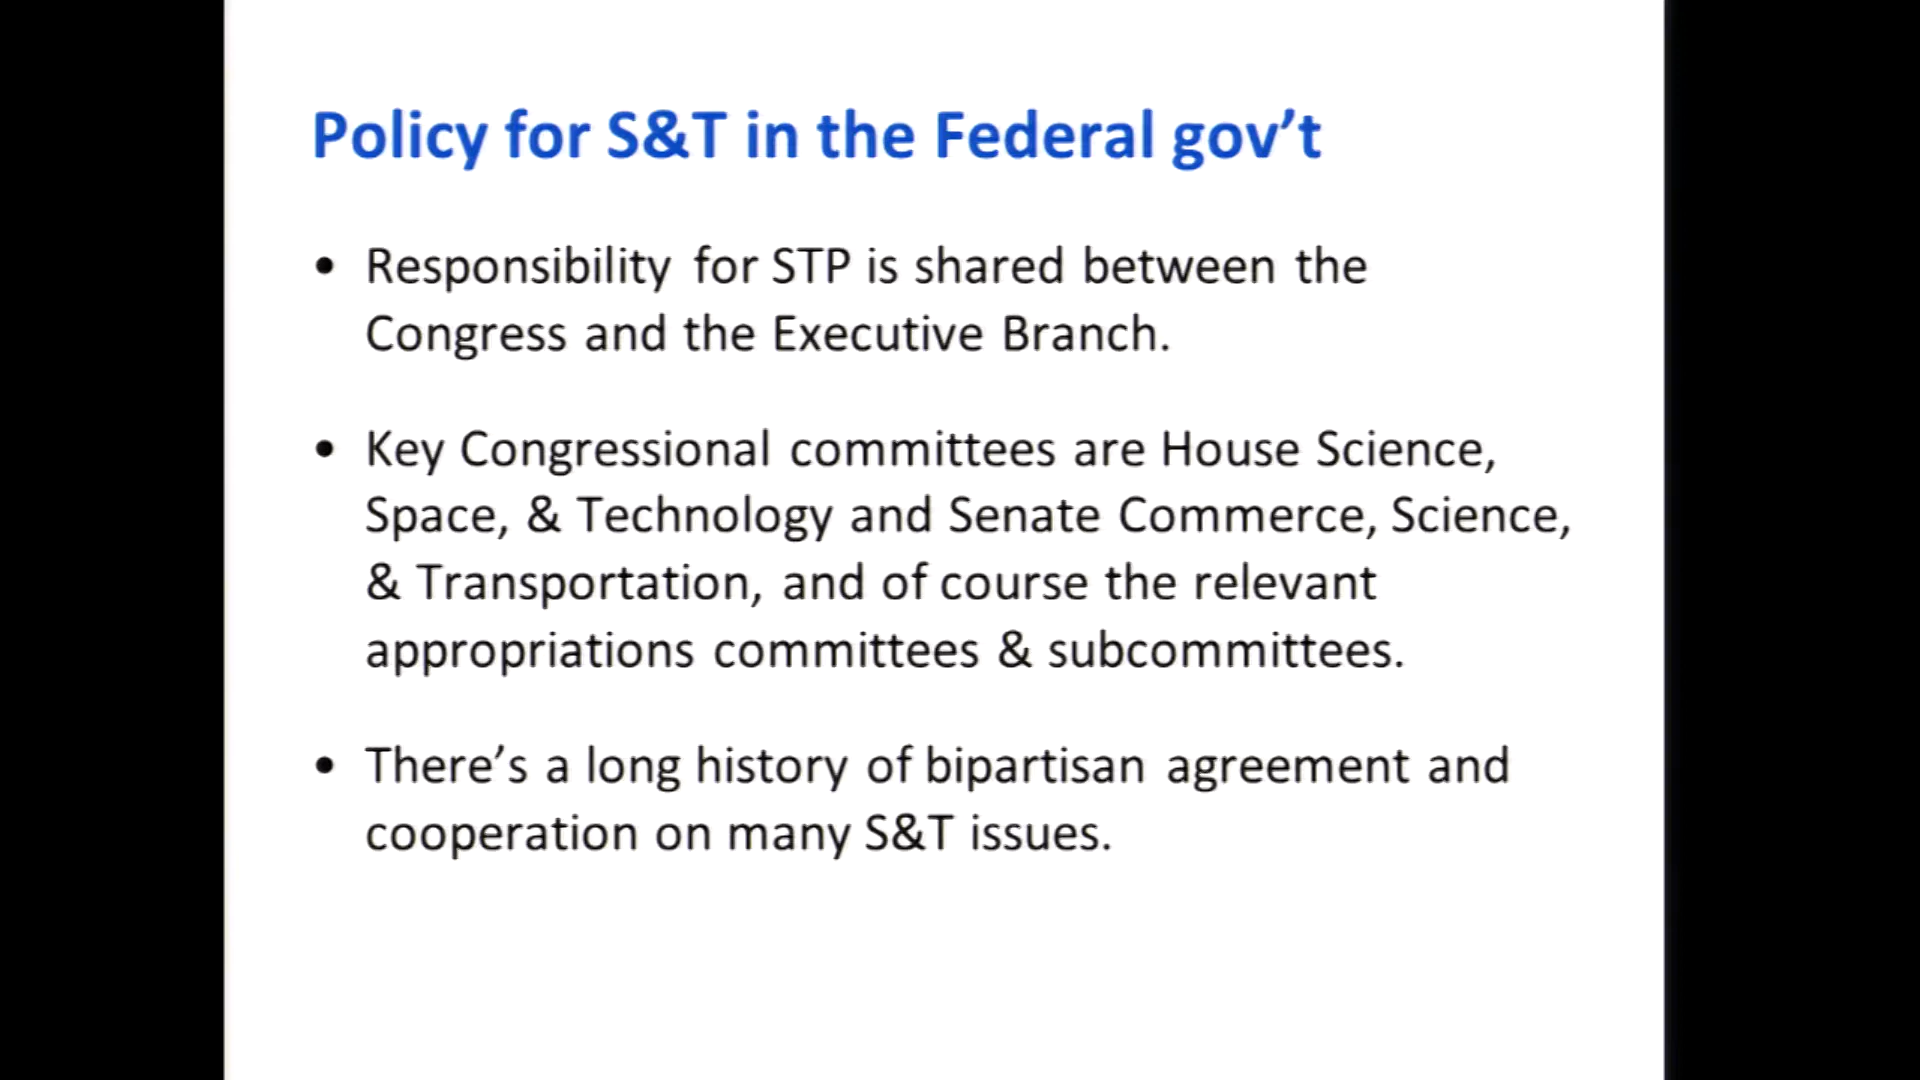 Policy for S&T in the Federal gov’t
• Responsibility for STP is shared between the
Congress and the Executive Branch.
• Key Congressional committees are House Science,
Space, & Technology and Senate Commerce, Science,
& Transportation, and of course the relevant
appropriations committees & subcommittees.
• There’s a long history of bipartisan agreement and
cooperation on many S&T issues.